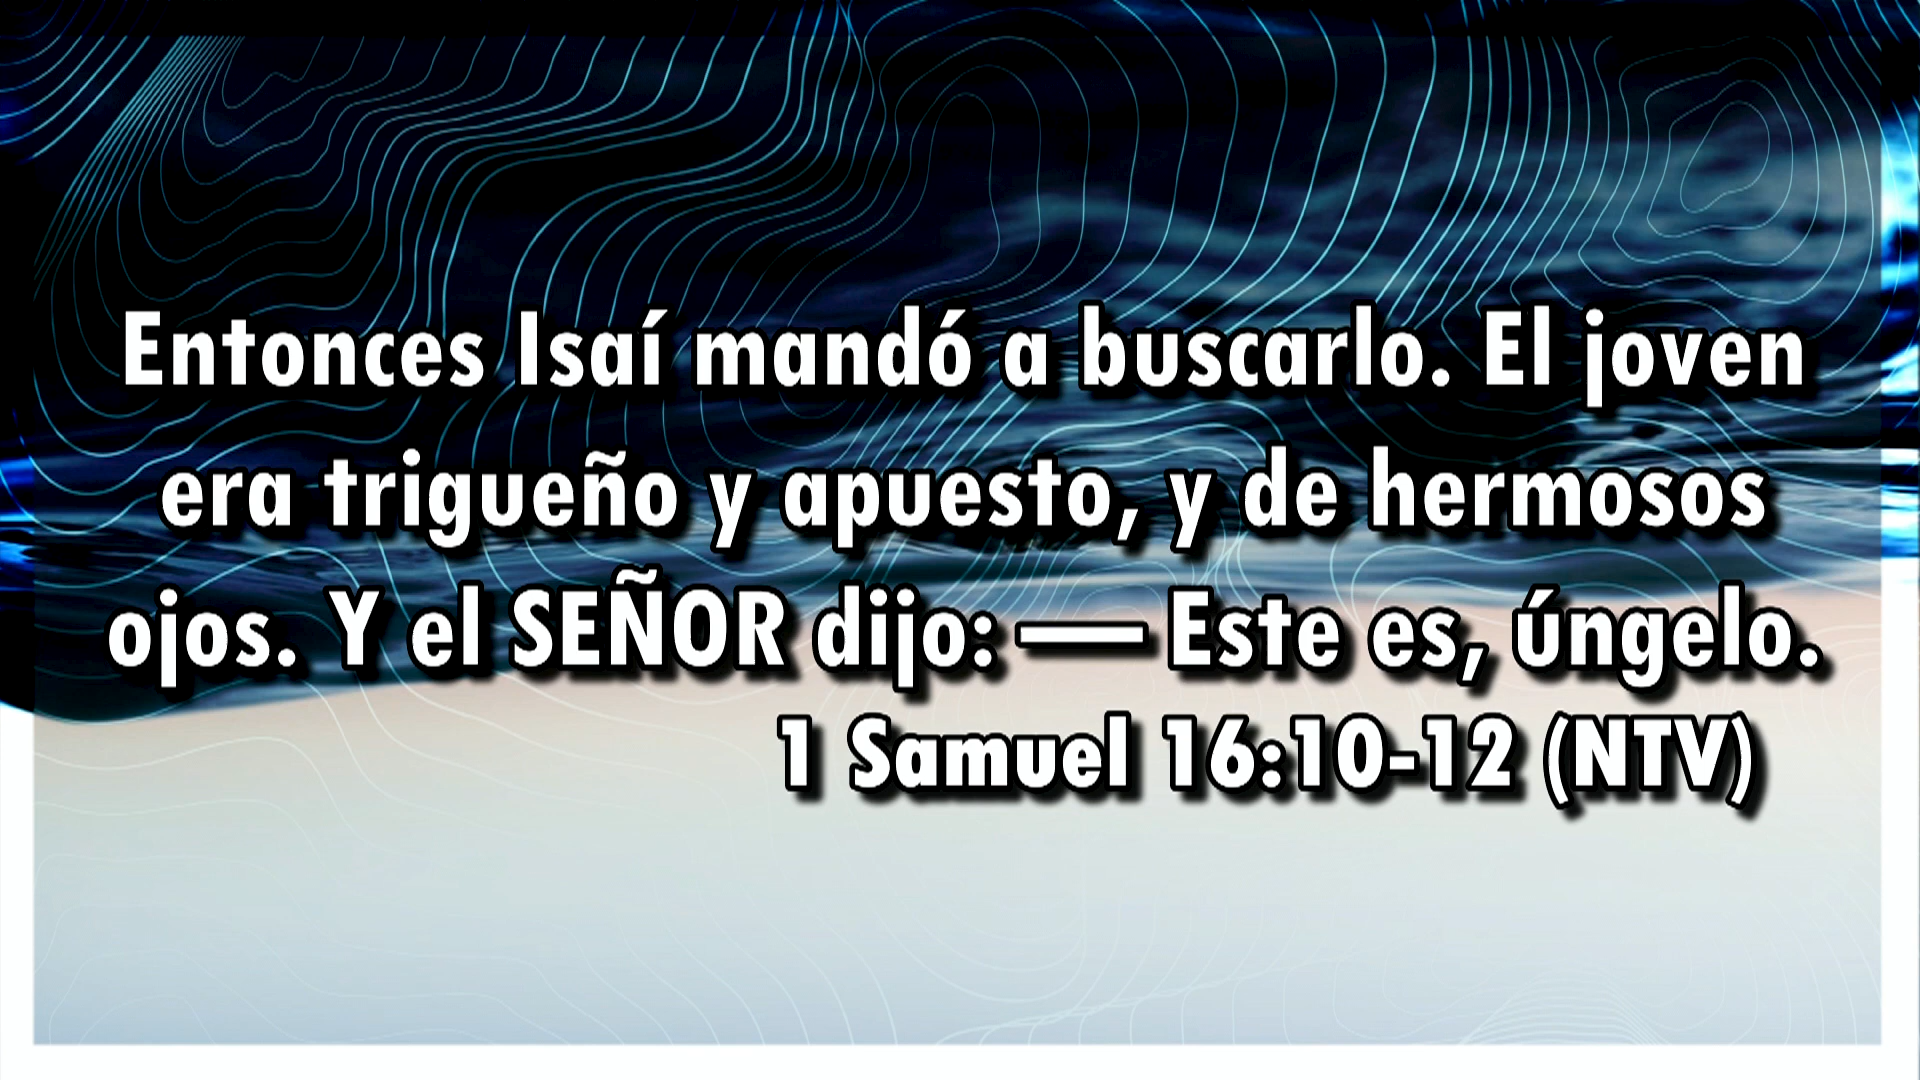 Entonces Isaí mandó a buscarlo. El joven
era trigueño y apuesto, y de hermosos
ojos. Y el SEÑOR dijo: — Este es, úngelo.
1 Samuel 16:10-12 (NTV)